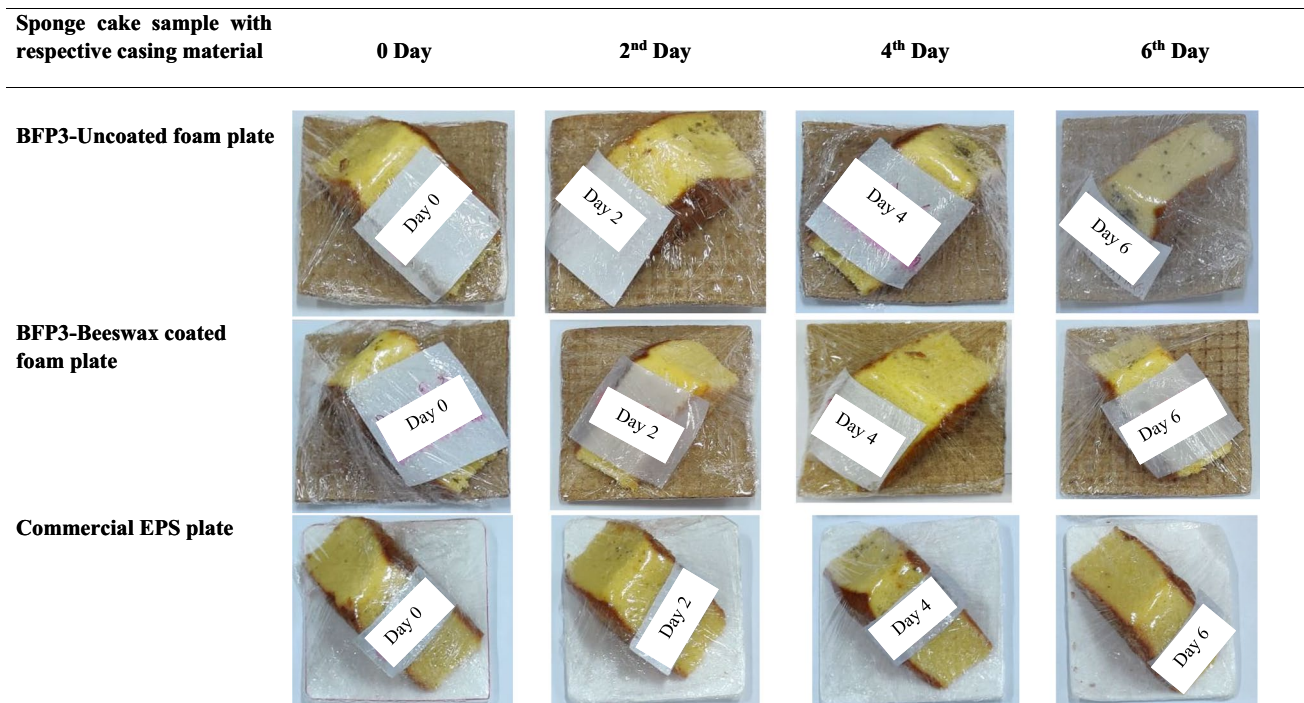 Sponge cake sample with
respective casing material
0 Day
2nd Day
4th Day
6th Day
BFP3-Uncoated foam plate
Day 0
Day 2
Day 4
Day 6
BFP3-Beeswax coated
foam plate
Day 0
Day 2
Day 4
Day 6
Commercial EPS plate
Day 0
Day 2
Day 4
Day 6